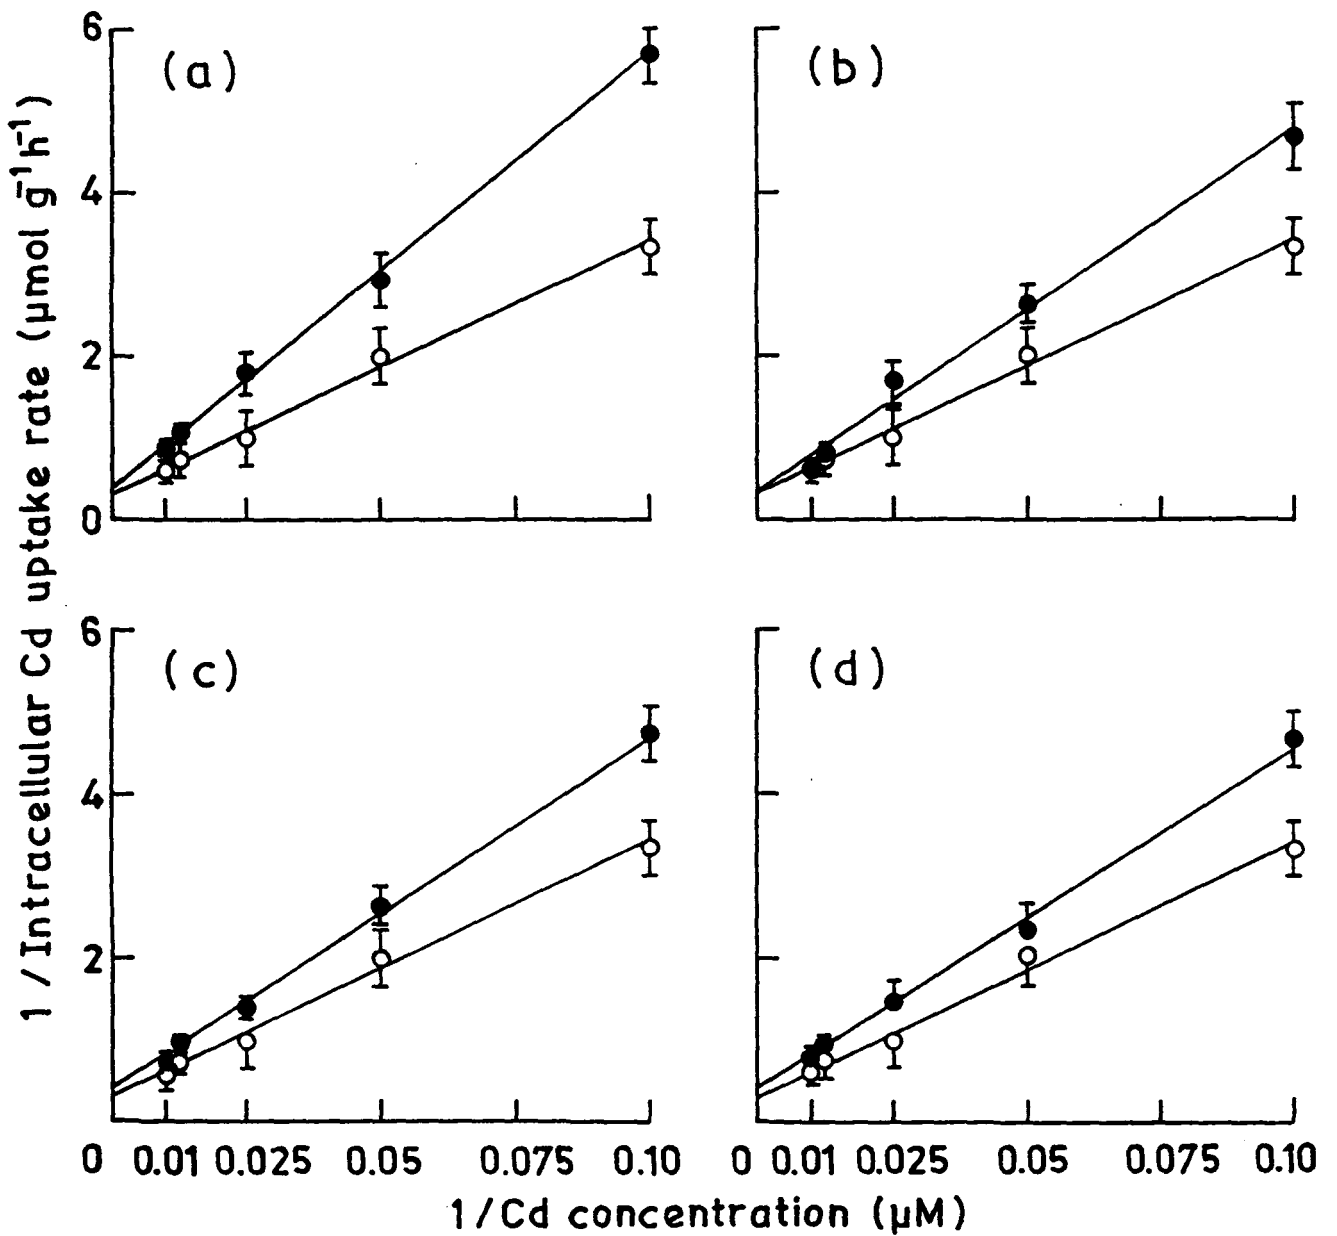 1/Intracellular Cd uptake rate (µmol g⁻¹h⁻¹)
(a)
(b)
6
4
2
0
(c)
(d)
6
4
2
0 0.01 0.025 0.05 0.075 0.10
0 0.01 0.025 0.05 0.075 0.10
1/Cd concentration (µM)